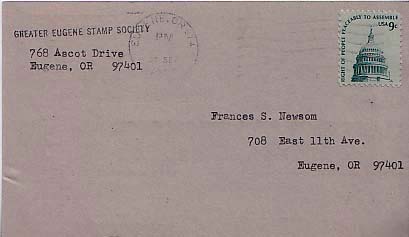 GREATER EUGENE STAMP SOCIETY
768 Ascot Drive
Eugene, OR 97401
RIGHT OF PEOPLE PEACEABLY TO ASSEMBLE
USA 9c
Frances S. Newsom
708 East 11th Ave.
Eugene, OR 97401